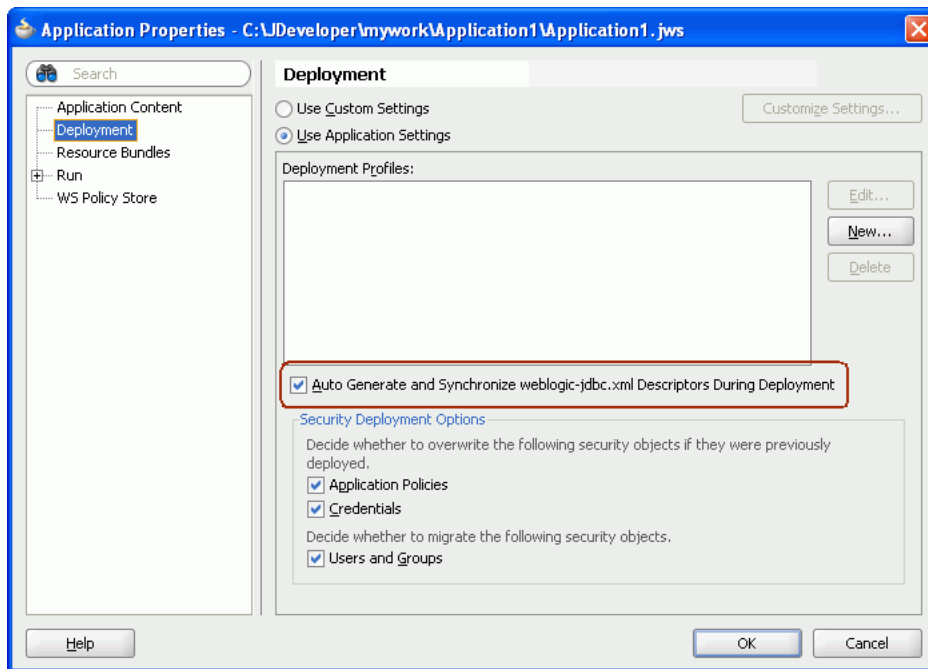 Application Properties - C:\JDeveloper\mywork\Application1\Application1.jws
Search
Application Content
Deployment
Resource Bundles
Run
WS Policy Store
Deployment
Use Custom Settings
Customize Settings...
Use Application Settings
Deployment Profiles:
Edit...
New...
Delete
Auto Generate and Synchronize weblogic-jdbc.xml Descriptors During Deployment
Security Deployment Options
Decide whether to overwrite the following security objects if they were previously
deployed.
Application Policies
Credentials
Decide whether to migrate the following security objects.
Users and Groups
Help
OK
Cancel